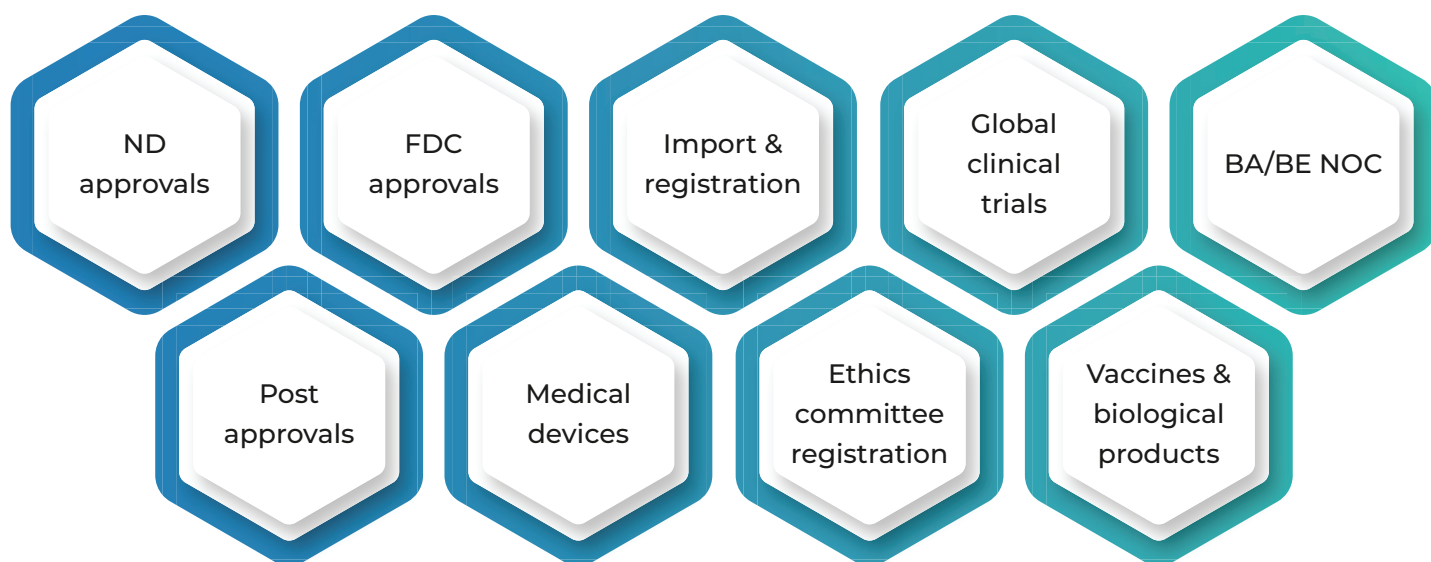 ND
approvals
FDC
approvals
Import &
registration
Global
clinical
trials
BA/BE NOC
Post
approvals
Medical
devices
Ethics
committee
registration
Vaccines &
biological
products